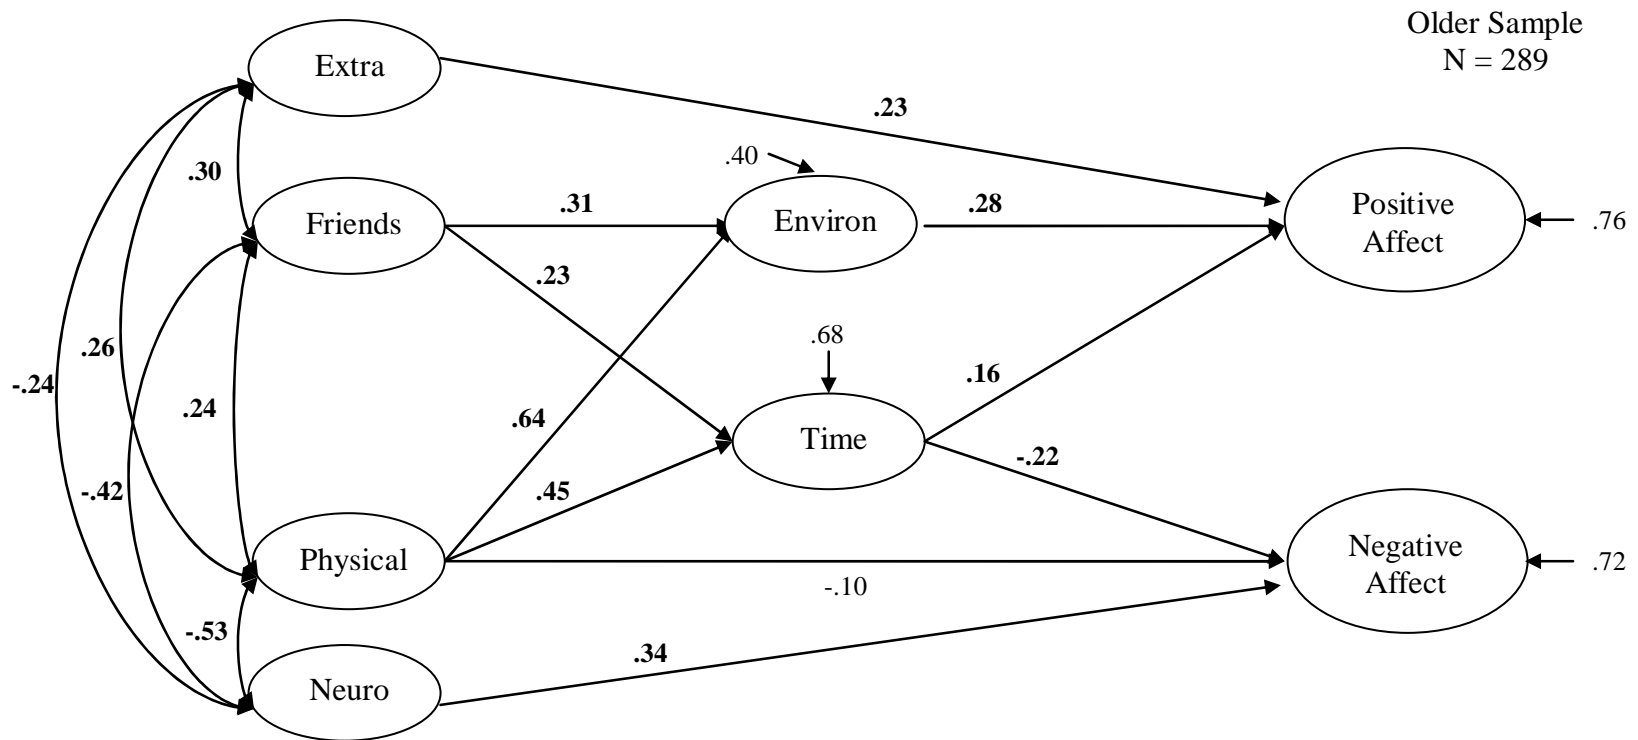 Older Sample
N = 289
Extra
.23
.40
.30
Friends
.31
Environ
.28
Positive
Affect
.76
.23
.26
-.24
.24
.68
.16
.64
Time
-.22
-.42
.45
Physical
-.10
Negative
Affect
.72
-.53
.34
Neuro